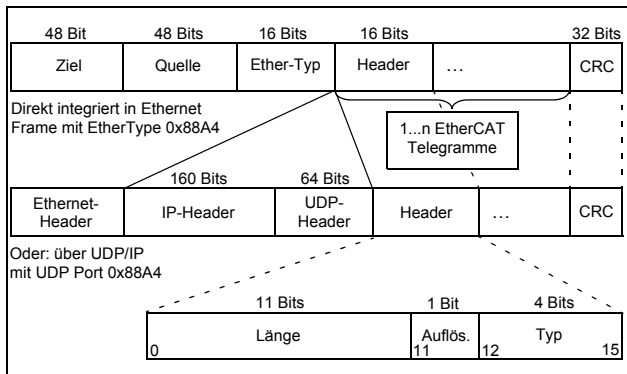 48 Bit 48 Bits 16 Bits 16 Bits 32 Bits
Ziel Quelle Ether-Typ Header ... CRC
Direkt integriert in Ethernet
Frame mit EtherType 0x88A4
1...n EtherCAT
Telegramme
160 Bits 64 Bits
Ethernet-
Header
IP-Header
UDP-
Header
Header ... CRC
Oder: über UDP/IP
mit UDP Port 0x88A4
11 Bits 1 Bit 4 Bits
Länge Auflös. Typ
0 11 12 15